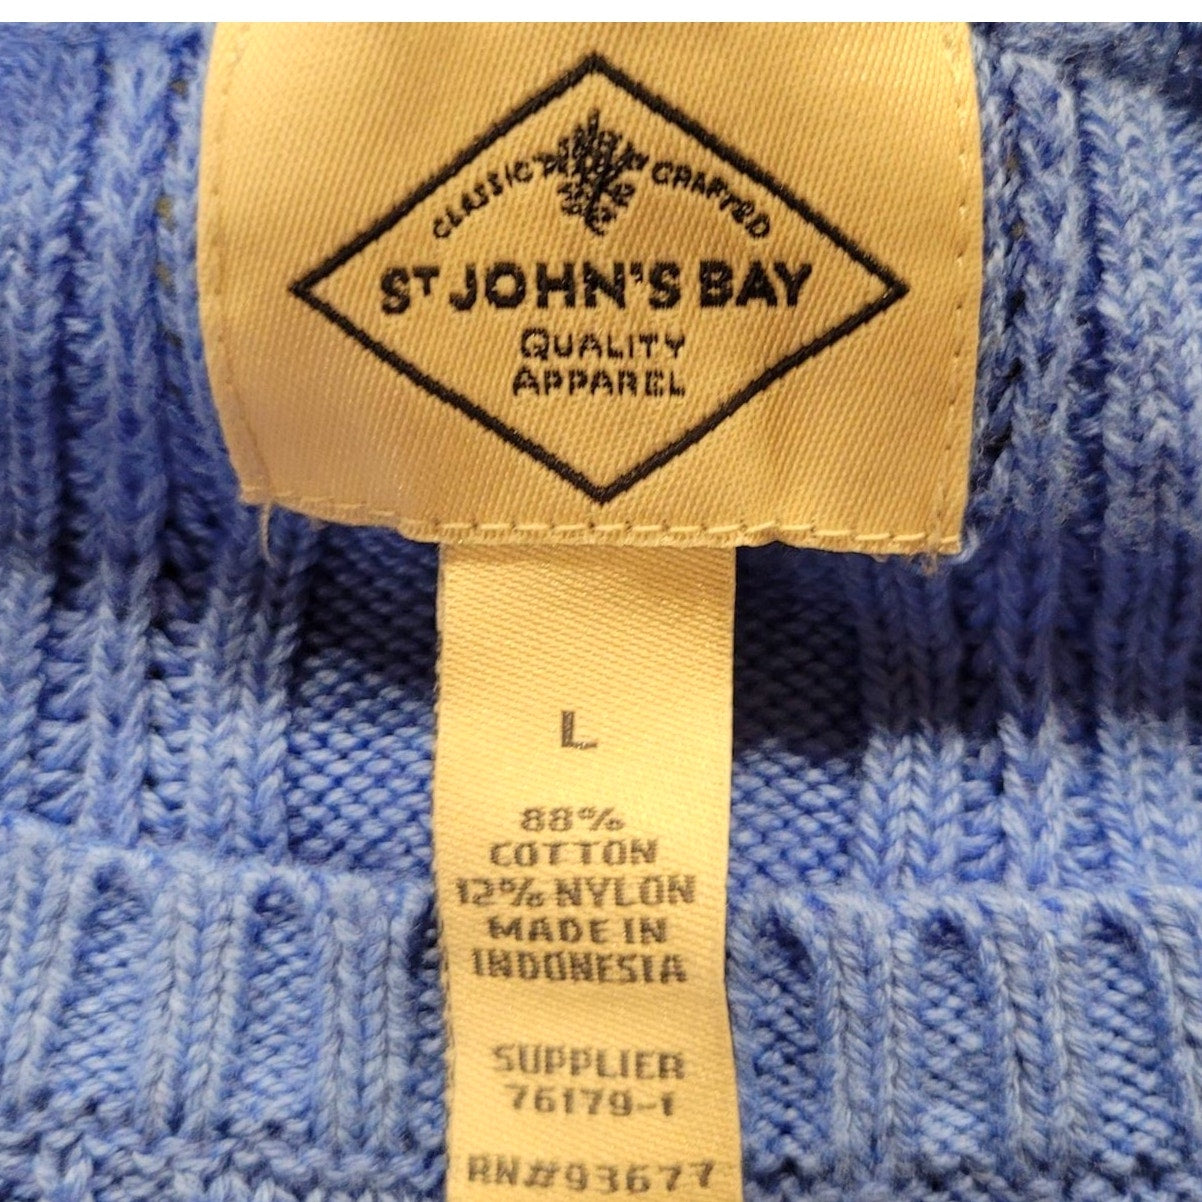 CLASSIC CRAFTED
ST JOHN'S BAY
QUALITY
APPAREL
L
88%
COTTON
12% NYLON
MADE IN
INDONESIA
SUPPLIER
76179-1
RN#93677